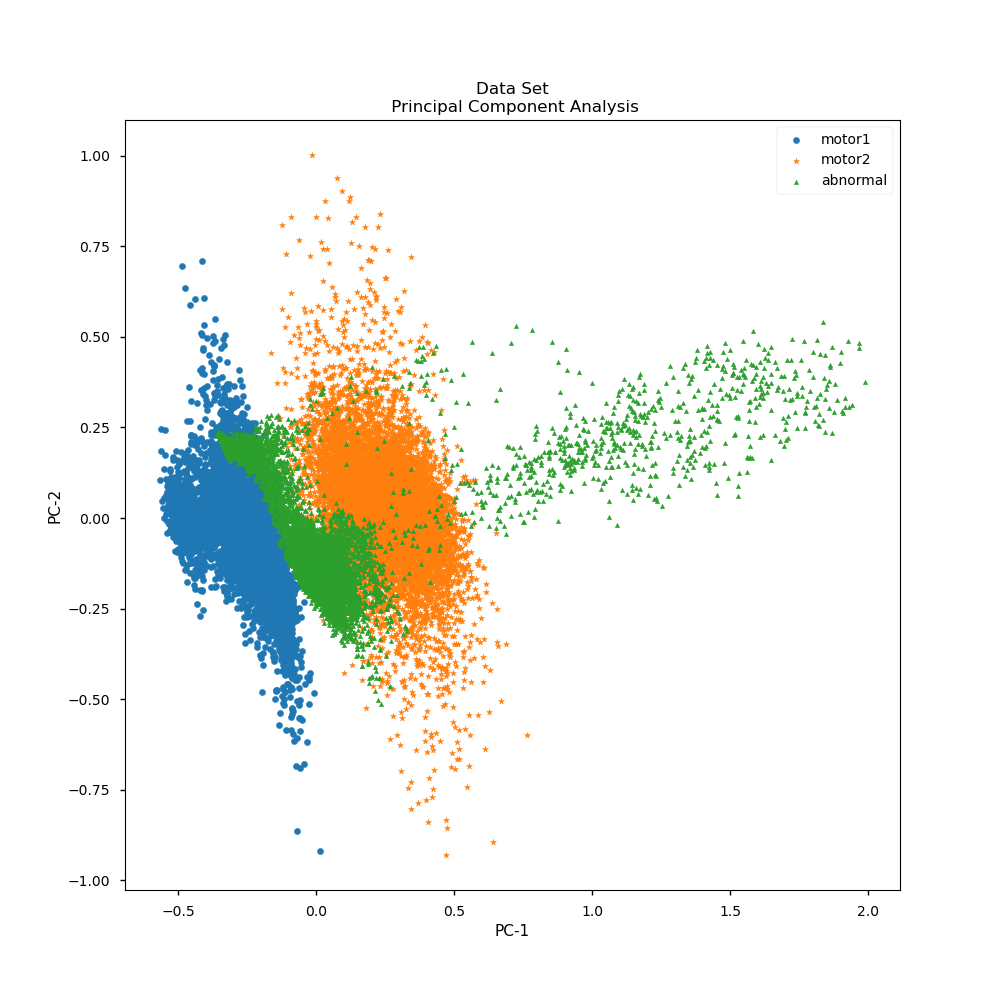 Data Set
Principal Component Analysis
motor1
motor2
abnormal
1.00
0.75
0.50
0.25
0.00
−0.25
−0.50
−0.75
−1.00
PC-2
−0.5
0.0
0.5
1.0
1.5
2.0
PC-1